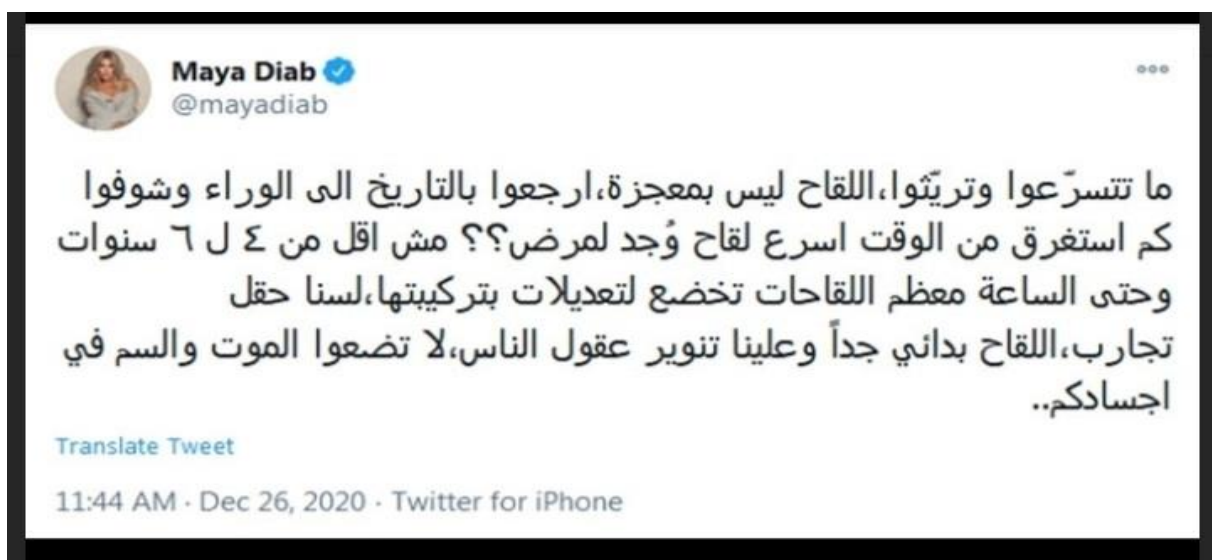 Maya Diab
@mayadiab
ما تتسرّعوا وتريّثوا،اللقاح ليس بمعجزة،ارجعوا بالتاريخ الى الوراء وشوفوا
كم استغرق من الوقت اسرع لقاح وُجد لمرض؟؟ مش اقل من ٤ ل ٦ سنوات
وحتى الساعة معظم اللقاحات تخضع لتعديلات بتركيبتها،لسنا حقل
تجارب،اللقاح بدائي جداً وعلينا تنوير عقول الناس،لا تضعوا الموت والسم في
اجسادكم..
Translate Tweet
11:44 AM · Dec 26, 2020 · Twitter for iPhone